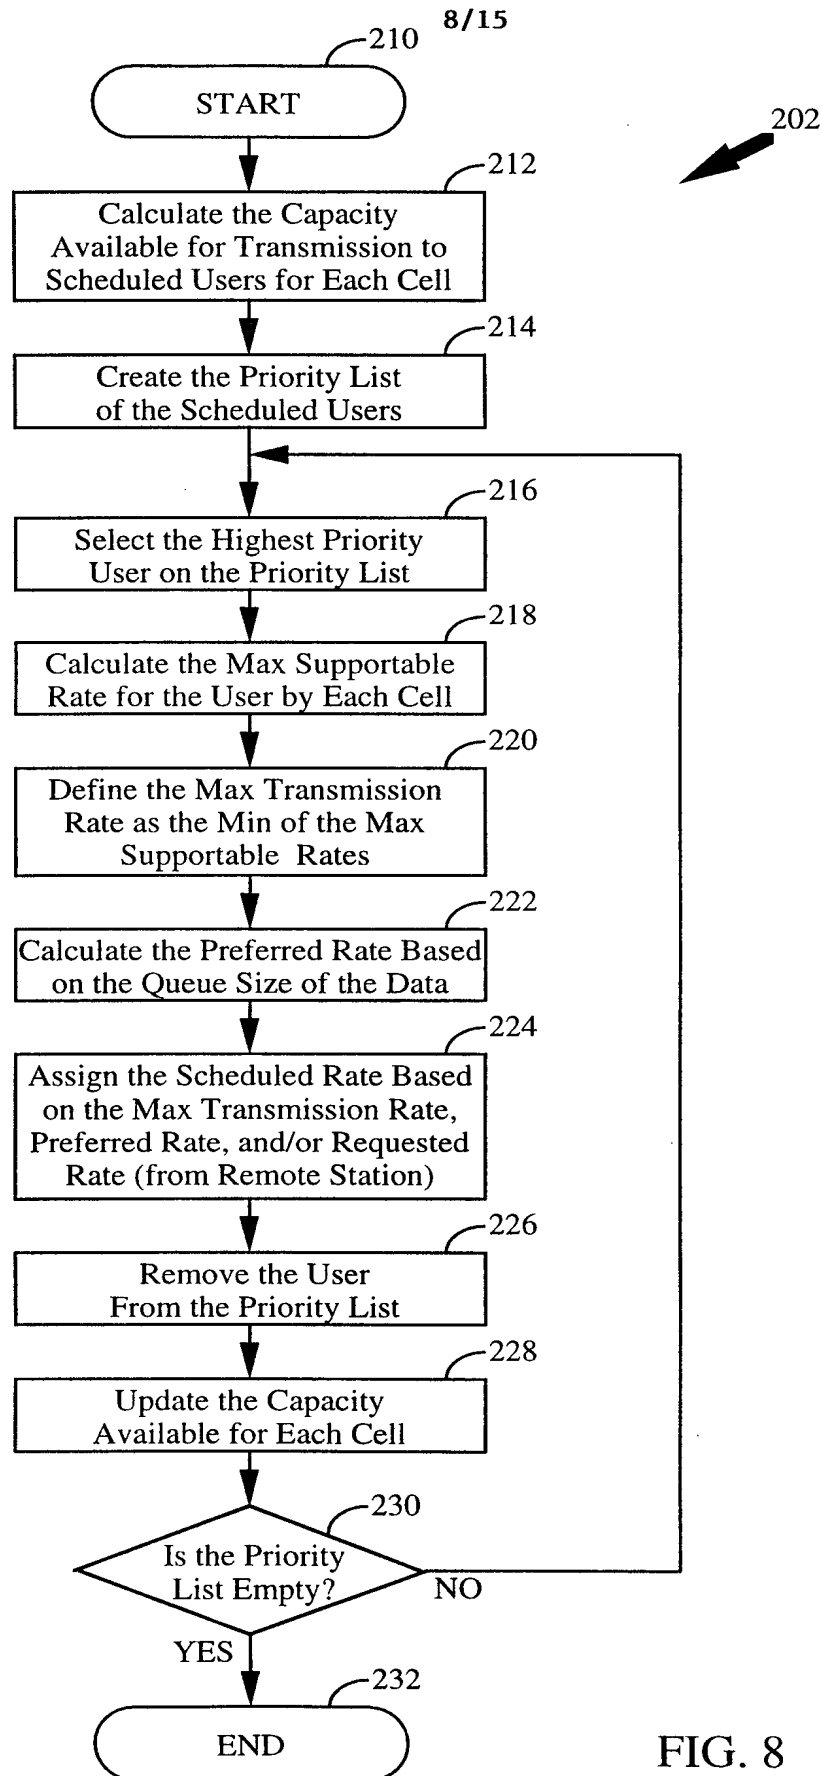 8/15
210
START
202
212
Calculate the Capacity
Available for Transmission to
Scheduled Users for Each Cell
214
Create the Priority List
of the Scheduled Users
216
Select the Highest Priority
User on the Priority List
218
Calculate the Max Supportable
Rate for the User by Each Cell
220
Define the Max Transmission
Rate as the Min of the Max
Supportable Rates
222
Calculate the Preferred Rate Based
on the Queue Size of the Data
224
Assign the Scheduled Rate Based
on the Max Transmission Rate,
Preferred Rate, and/or Requested
Rate (from Remote Station)
226
Remove the User
From the Priority List
228
Update the Capacity
Available for Each Cell
230
Is the Priority
List Empty?
NO
YES
232
END
FIG. 8